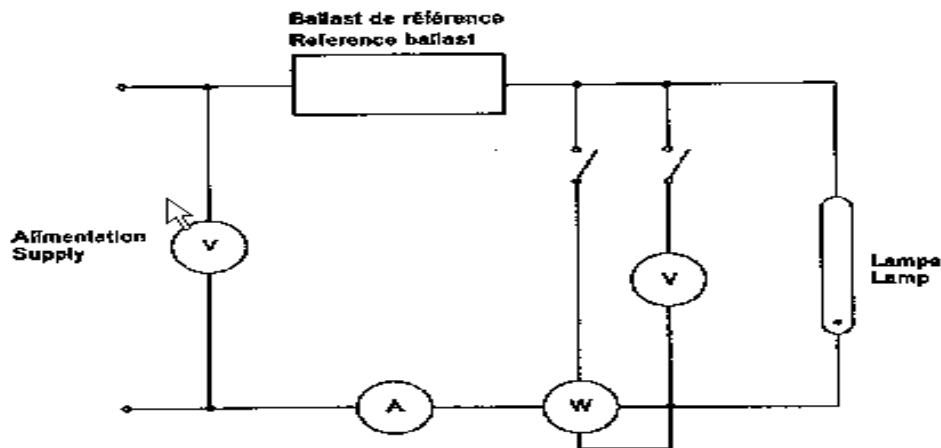 Ballast de référence
Reference ballast
V
Alimentation
Supply
V
Lampe
Lamp
A
W